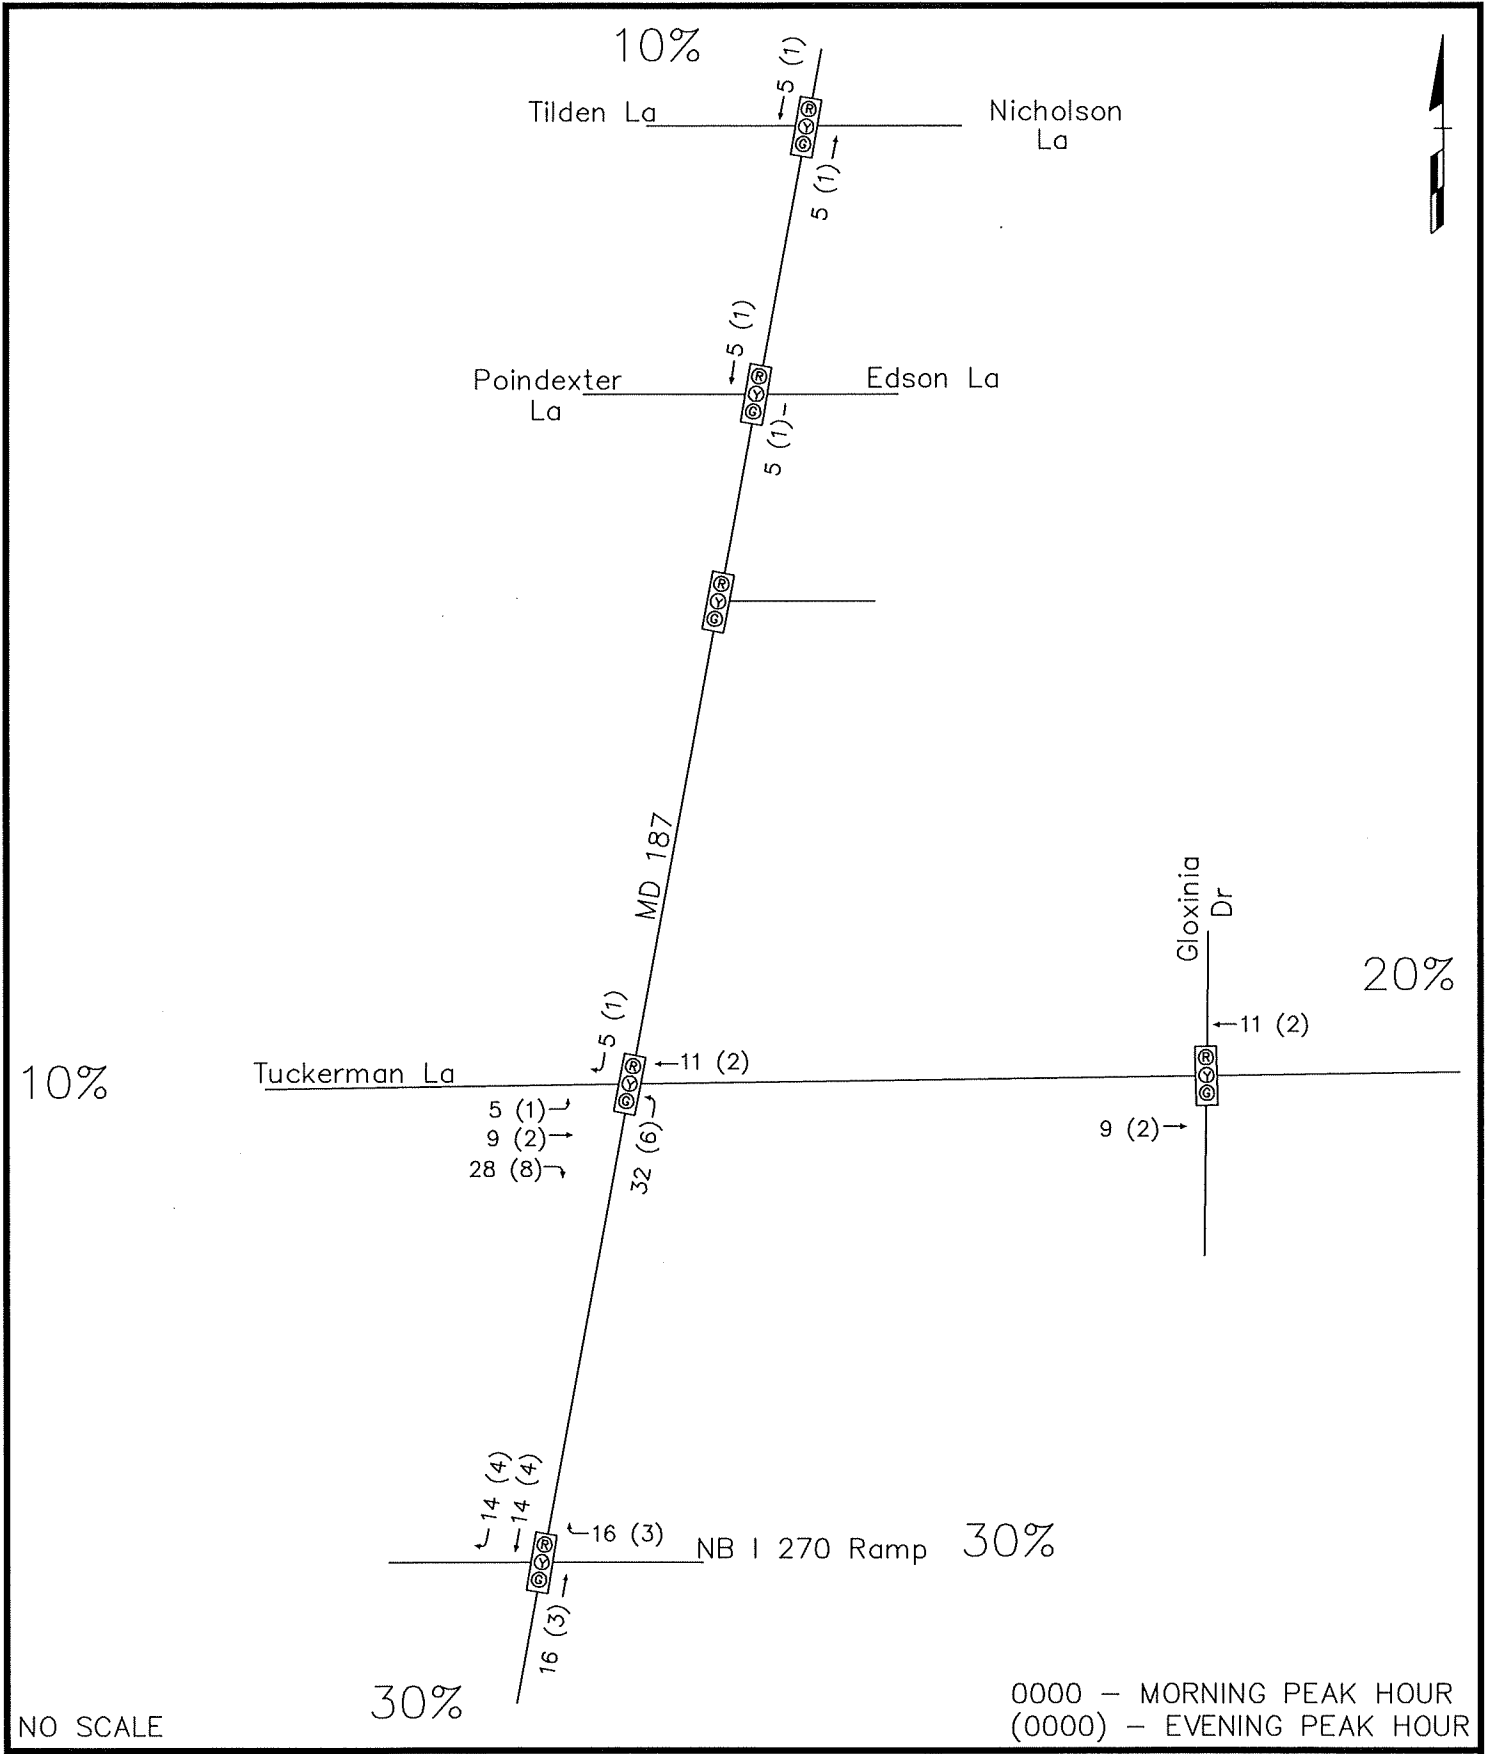 10%
5 (1)
Tilden La
Nicholson
La
R
Y
G
5 (1)
5 (1)
Poindexter
La
Edson La
R
Y
G
5 (1)
R
Y
G
MD 187
Gloxinia
Dr
20%
5 (1)
11 (2)
11 (2)
10%
Tuckerman La
R
Y
G
R
Y
G
5 (1)
9 (2)
28 (8)
32 (6)
9 (2)
14 (4)
14 (4)
16 (3)
NB I 270 Ramp
30%
R
Y
G
16 (3)
30%
NO SCALE
0000 – MORNING PEAK HOUR
(0000) – EVENING PEAK HOUR